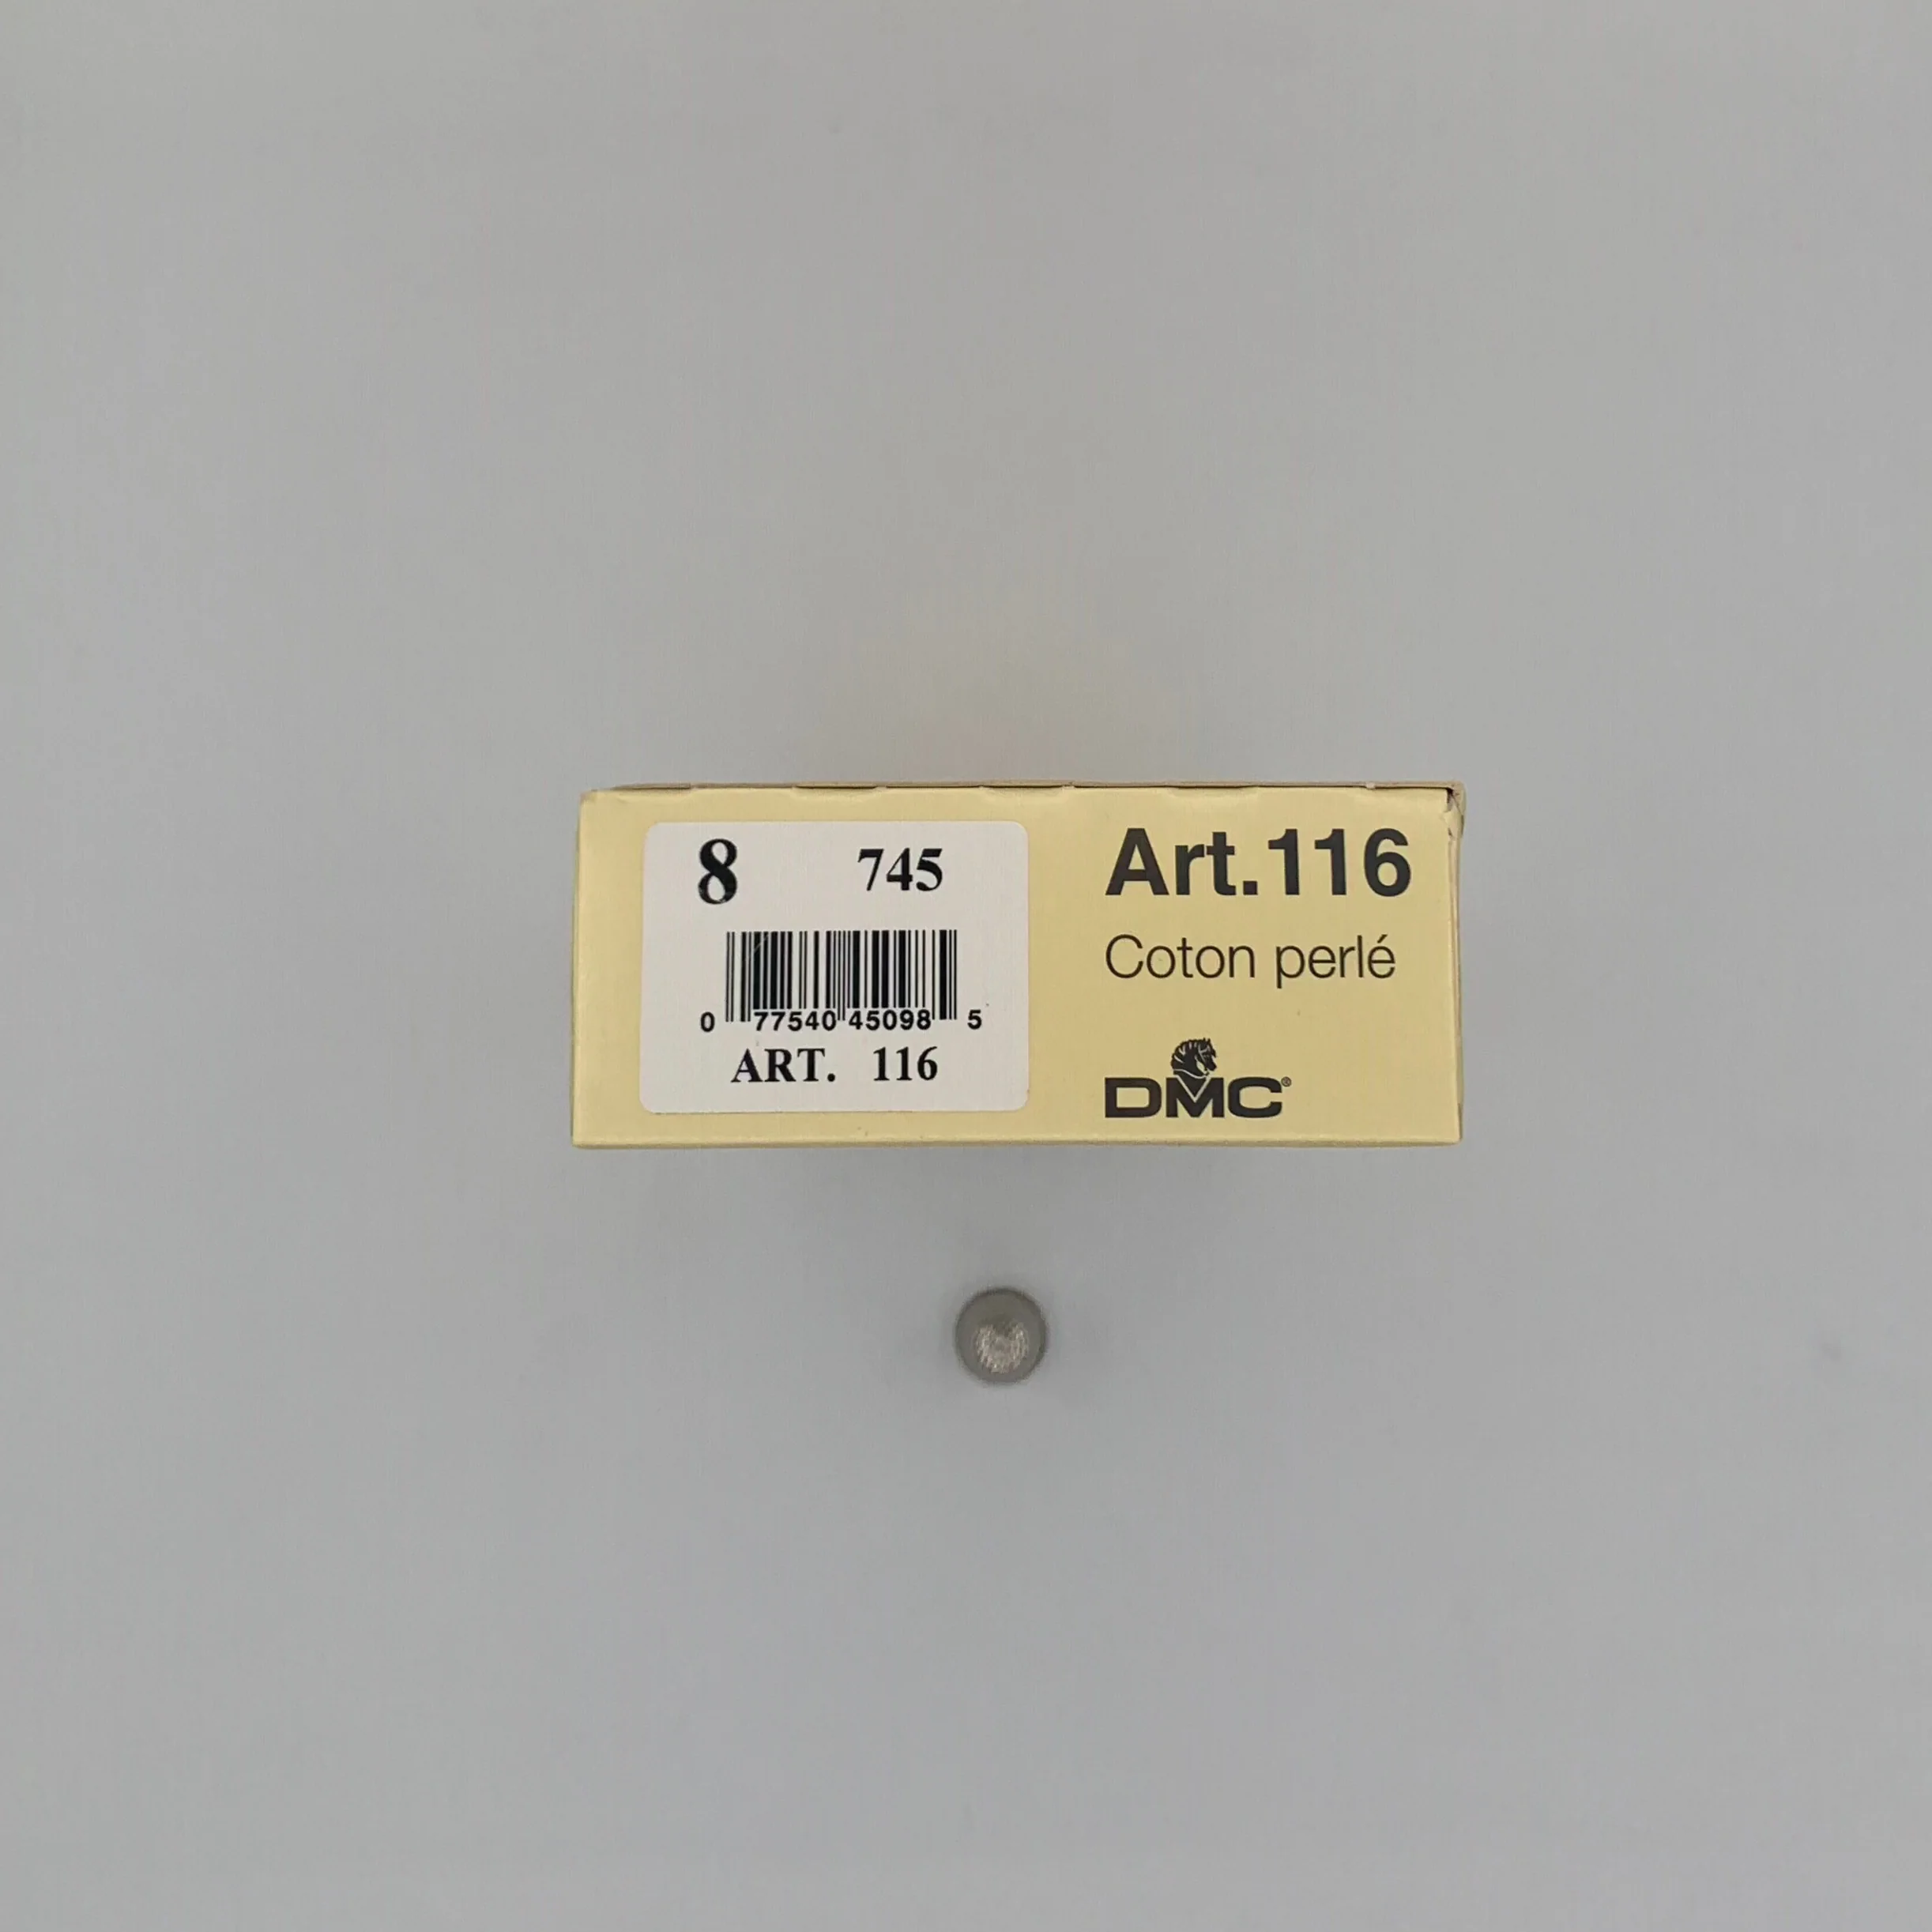 8 745
0 77540 45098 5
ART. 116
Art.116
Coton perlé
DMC®